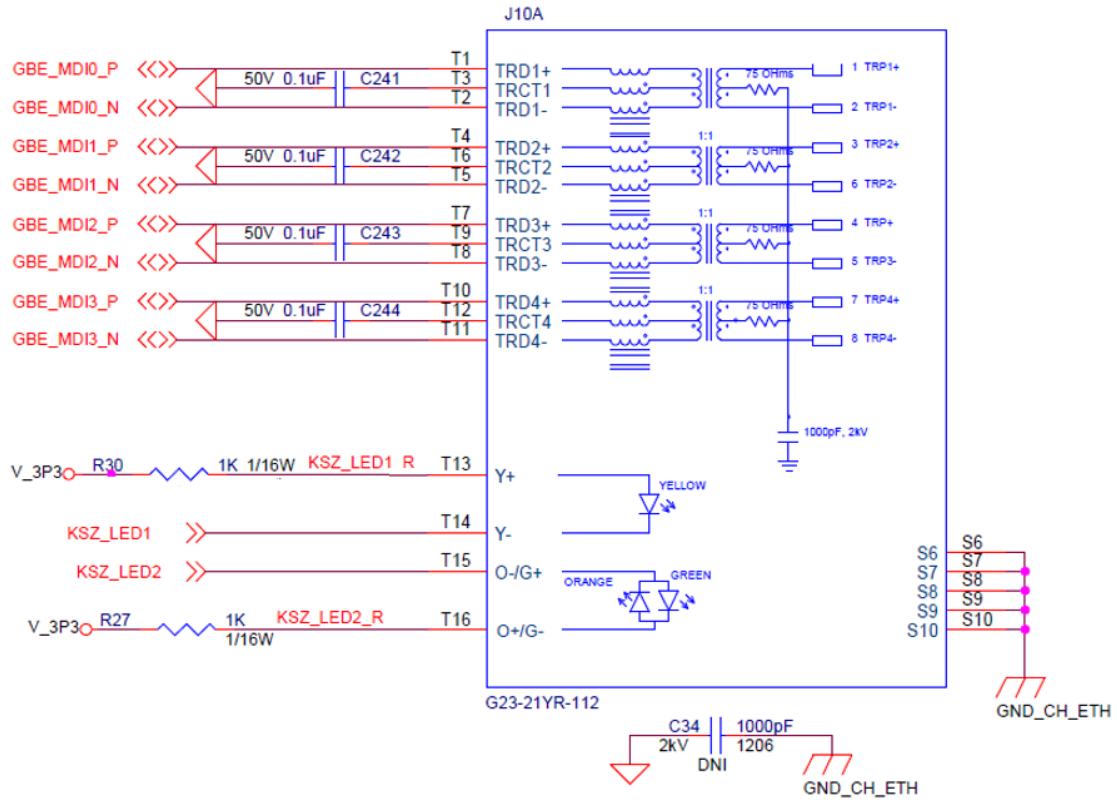 J10A
GBE_MDI0_P
50V 0.1uF C241
GBE_MDI0_N
T1
T3
T2
TRD1+
TRCT1
TRD1-
75 OHms
1 TRP1+
2 TRP1-
GBE_MDI1_P
50V 0.1uF C242
GBE_MDI1_N
T4
T6
T5
TRD2+
TRCT2
TRD2-
1:1
75 OHms
3 TRP2+
6 TRP2-
GBE_MDI2_P
50V 0.1uF C243
GBE_MDI2_N
T7
T9
T8
TRD3+
TRCT3
TRD3-
1:1
75 OHms
4 TRP+
5 TRP3-
GBE_MDI3_P
50V 0.1uF C244
GBE_MDI3_N
T10
T12
T11
TRD4+
TRCT4
TRD4-
1:1
75 OHms
7 TRP4+
8 TRP4-
1000pF, 2kV
V_3P3 R30 1K 1/16W KSZ_LED1_R T13
Y+
YELLOW
KSZ_LED1 T14
Y-
KSZ_LED2 T15
O-/G+
ORANGE GREEN
V_3P3 R27 1K KSZ_LED2_R T16
1/16W
O+/G-
S6 S6
S7 S7
S8 S8
S9 S9
S10 S10
GND_CH_ETH
G23-21YR-112
C34 1000pF
2kV 1206
DNI
GND_CH_ETH